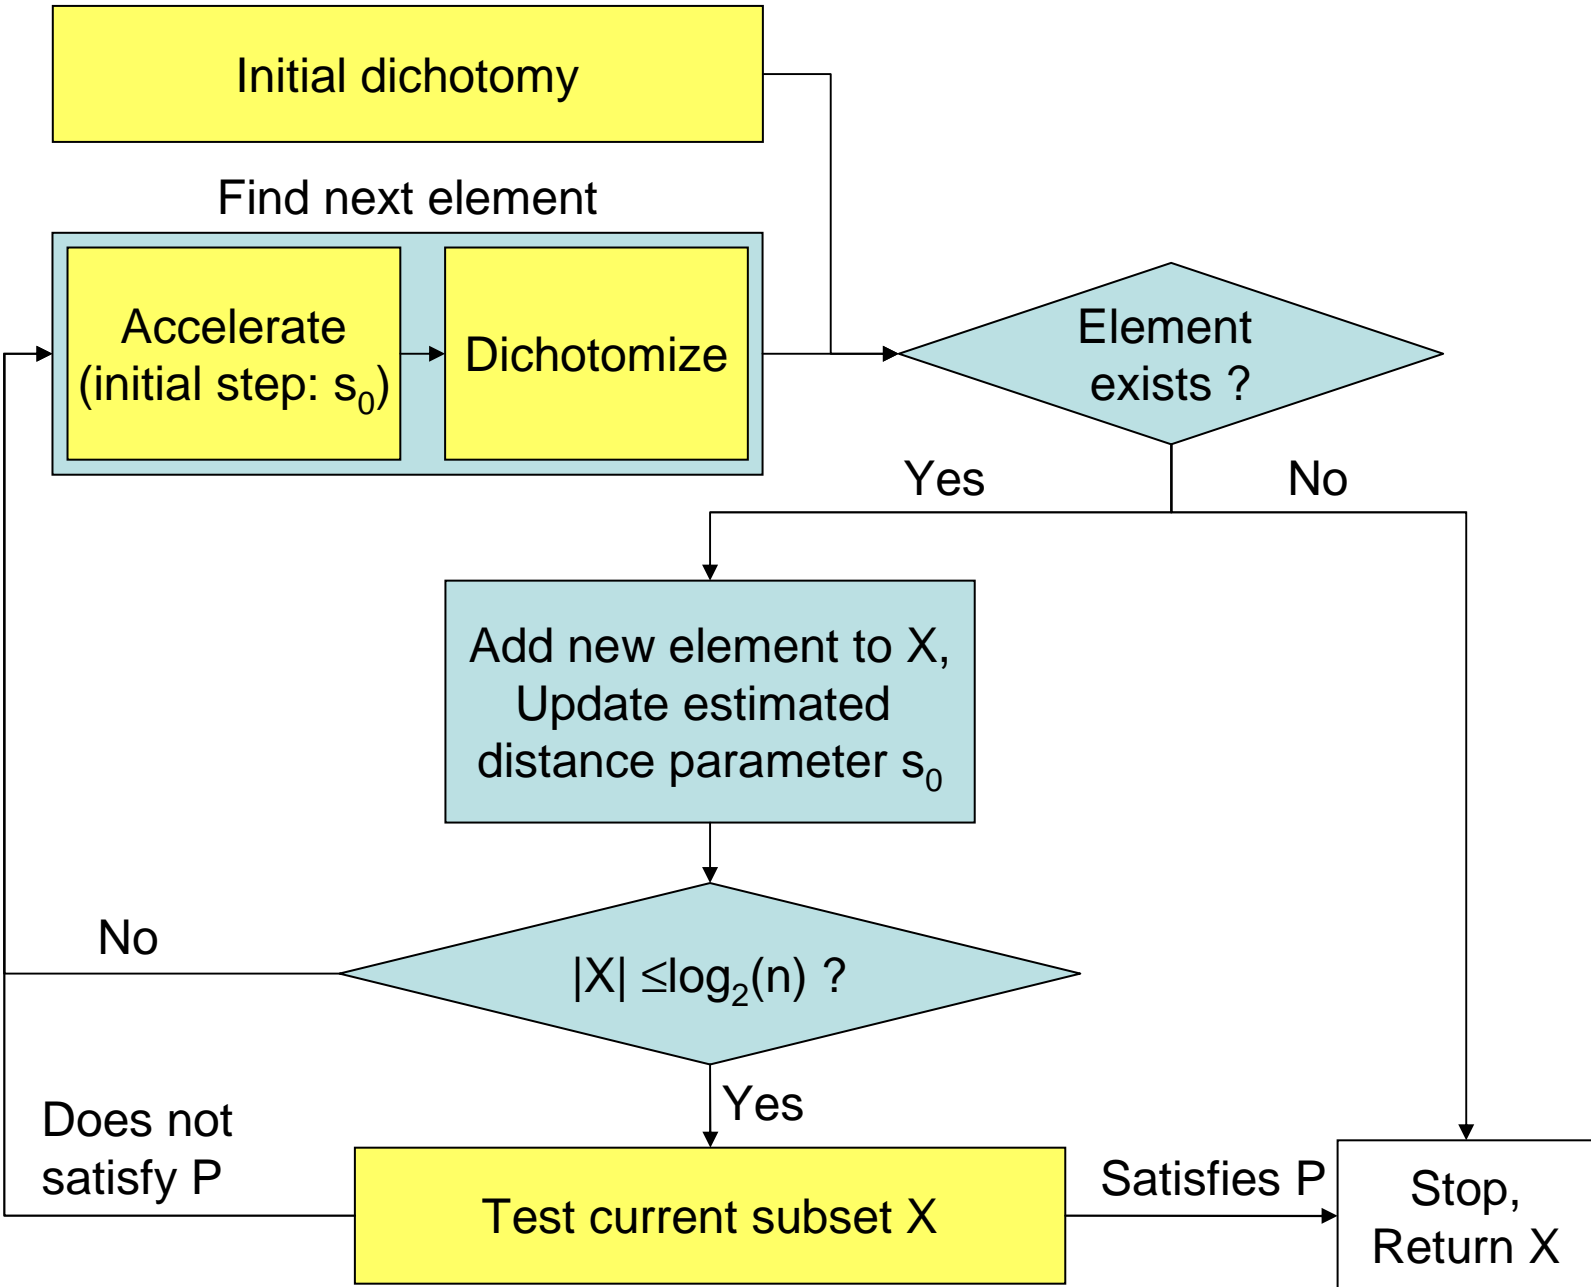 Initial dichotomy
Find next element
Accelerate
(initial step: s₀)
Dichotomize
Element
exists ?
Yes
No
Add new element to X,
Update estimated
distance parameter s₀
No
|X| ≤log₂(n) ?
Yes
Does not
satisfy P
Test current subset X
Satisfies P
Stop,
Return X